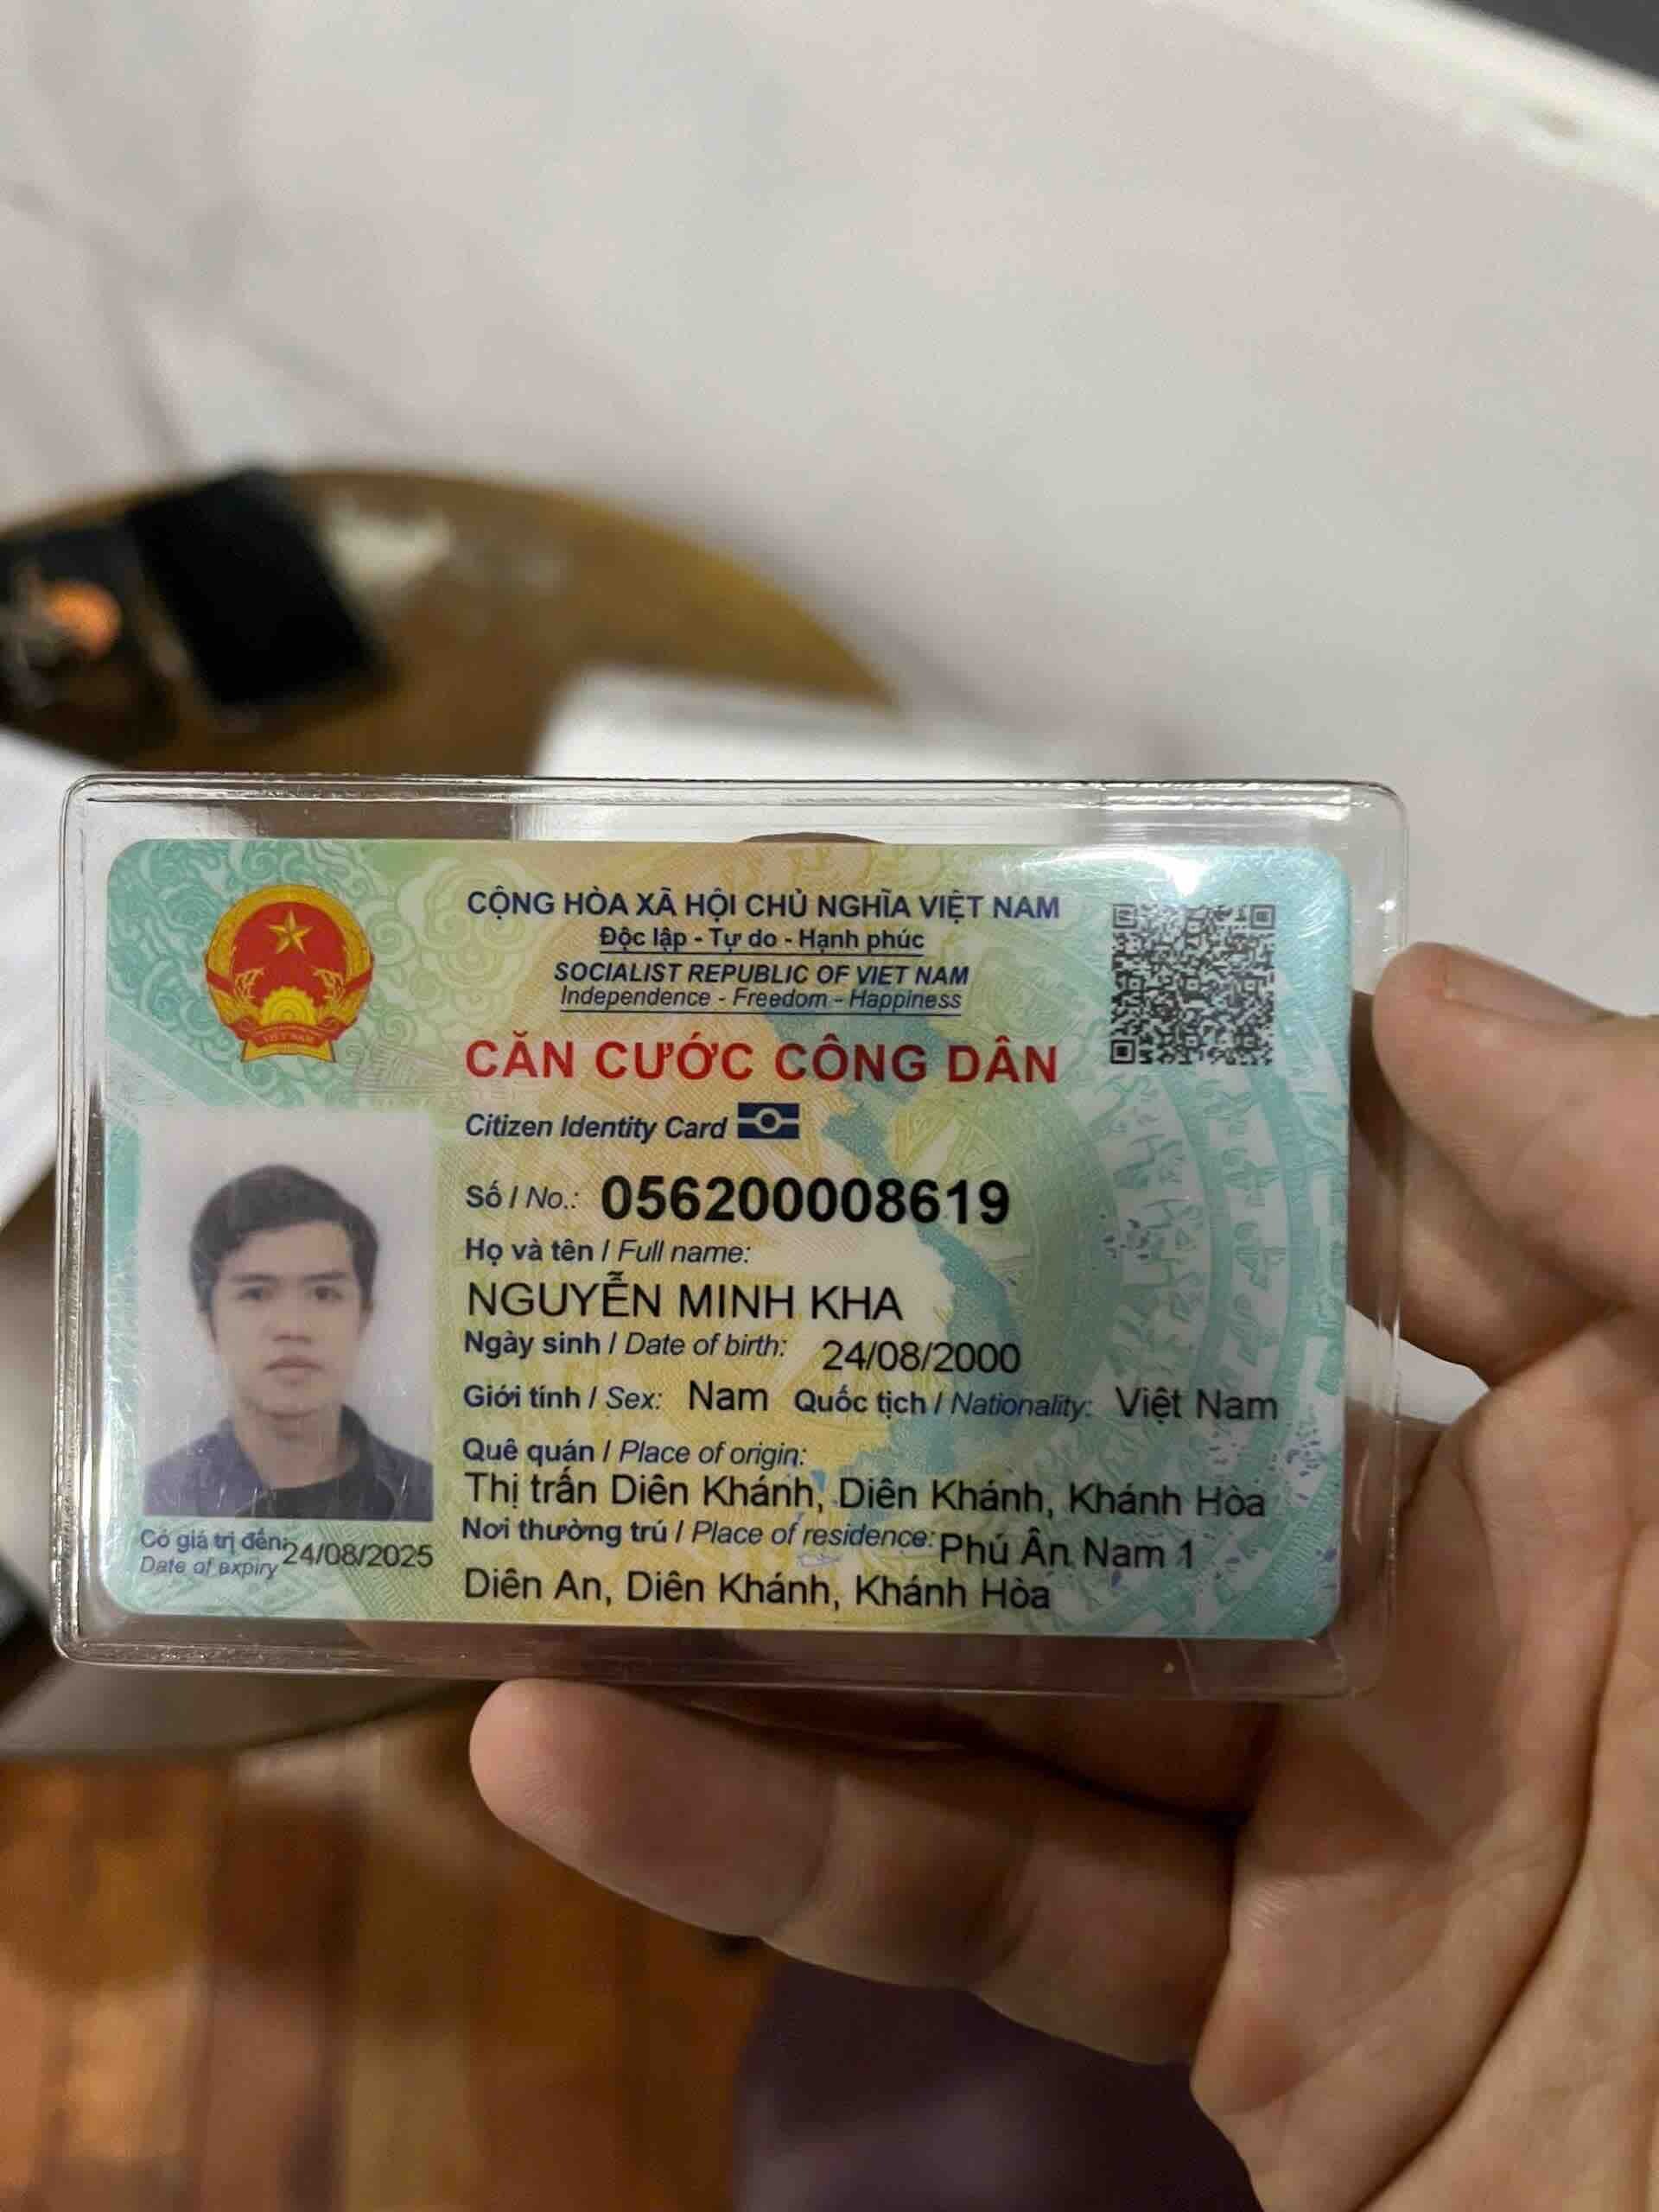 CỘNG HÒA XÃ HỘI CHỦ NGHĨA VIỆT NAM
Độc lập - Tự do - Hạnh phúc
SOCIALIST REPUBLIC OF VIET NAM
Independence - Freedom - Happiness
CĂN CƯỚC CÔNG DÂN
Citizen Identity Card
Số / No.: 056200008619
Họ và tên / Full name:
NGUYỄN MINH KHA
Ngày sinh / Date of birth: 24/08/2000
Giới tính / Sex: Nam Quốc tịch / Nationality: Việt Nam
Quê quán / Place of origin:
Thị trấn Diên Khánh, Diên Khánh, Khánh Hòa
Nơi thường trú / Place of residence: Phú Ân Nam 1
Diên An, Diên Khánh, Khánh Hòa
Có giá trị đến: 24/08/2025
Date of expiry
VIỆT NAM